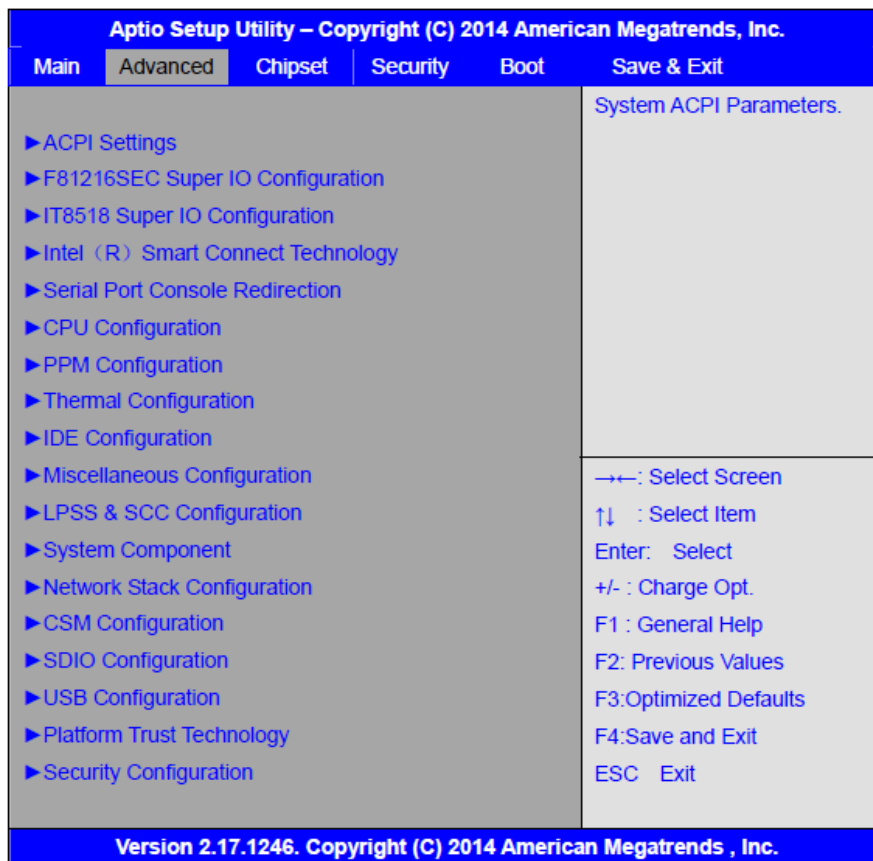 Aptio Setup Utility – Copyright (C) 2014 American Megatrends, Inc.
Main Advanced Chipset Security Boot Save & Exit
►ACPI Settings
►F81216SEC Super IO Configuration
►IT8518 Super IO Configuration
►Intel（R）Smart Connect Technology
►Serial Port Console Redirection
►CPU Configuration
►PPM Configuration
►Thermal Configuration
►IDE Configuration
►Miscellaneous Configuration
►LPSS & SCC Configuration
►System Component
►Network Stack Configuration
►CSM Configuration
►SDIO Configuration
►USB Configuration
►Platform Trust Technology
►Security Configuration
System ACPI Parameters.
→←: Select Screen
↑↓ : Select Item
Enter: Select
+/- : Charge Opt.
F1 : General Help
F2: Previous Values
F3:Optimized Defaults
F4:Save and Exit
ESC Exit
Version 2.17.1246. Copyright (C) 2014 American Megatrends , Inc.